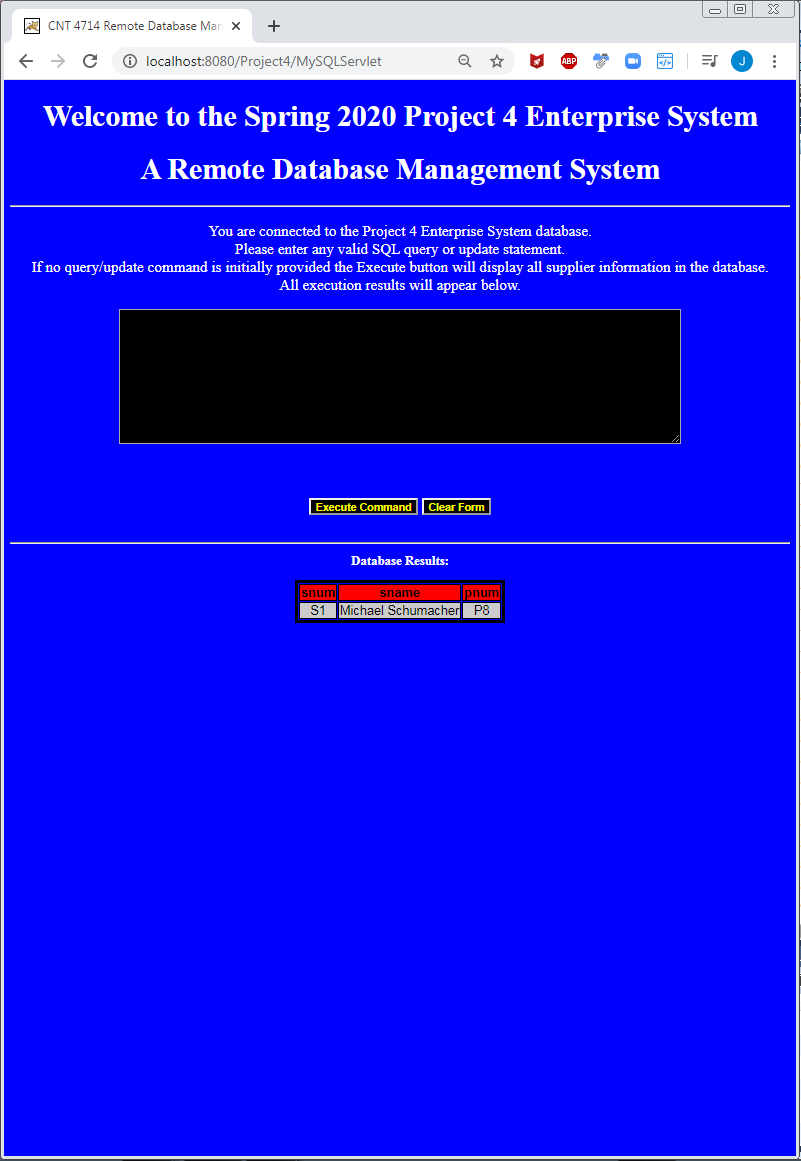 CNT 4714 Remote Database Man
localhost:8080/Project4/MySQLServlet
ABP
J
Welcome to the Spring 2020 Project 4 Enterprise System
A Remote Database Management System
You are connected to the Project 4 Enterprise System database.
Please enter any valid SQL query or update statement.
If no query/update command is initially provided the Execute button will display all supplier information in the database.
All execution results will appear below.
Execute Command Clear Form
Database Results:
snum sname pnum
S1 Michael Schumacher P8